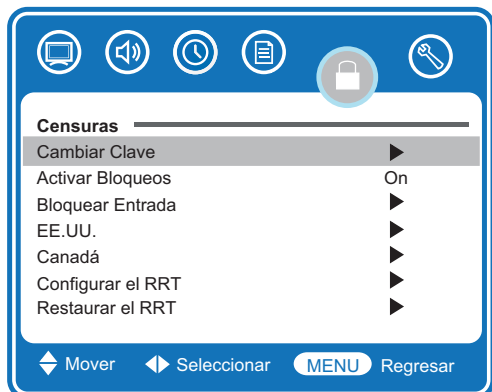 Censuras
Cambiar Clave
Activar Bloqueos On
Bloquear Entrada
EE.UU.
Canadá
Configurar el RRT
Restaurar el RRT
Mover Seleccionar MENU Regresar